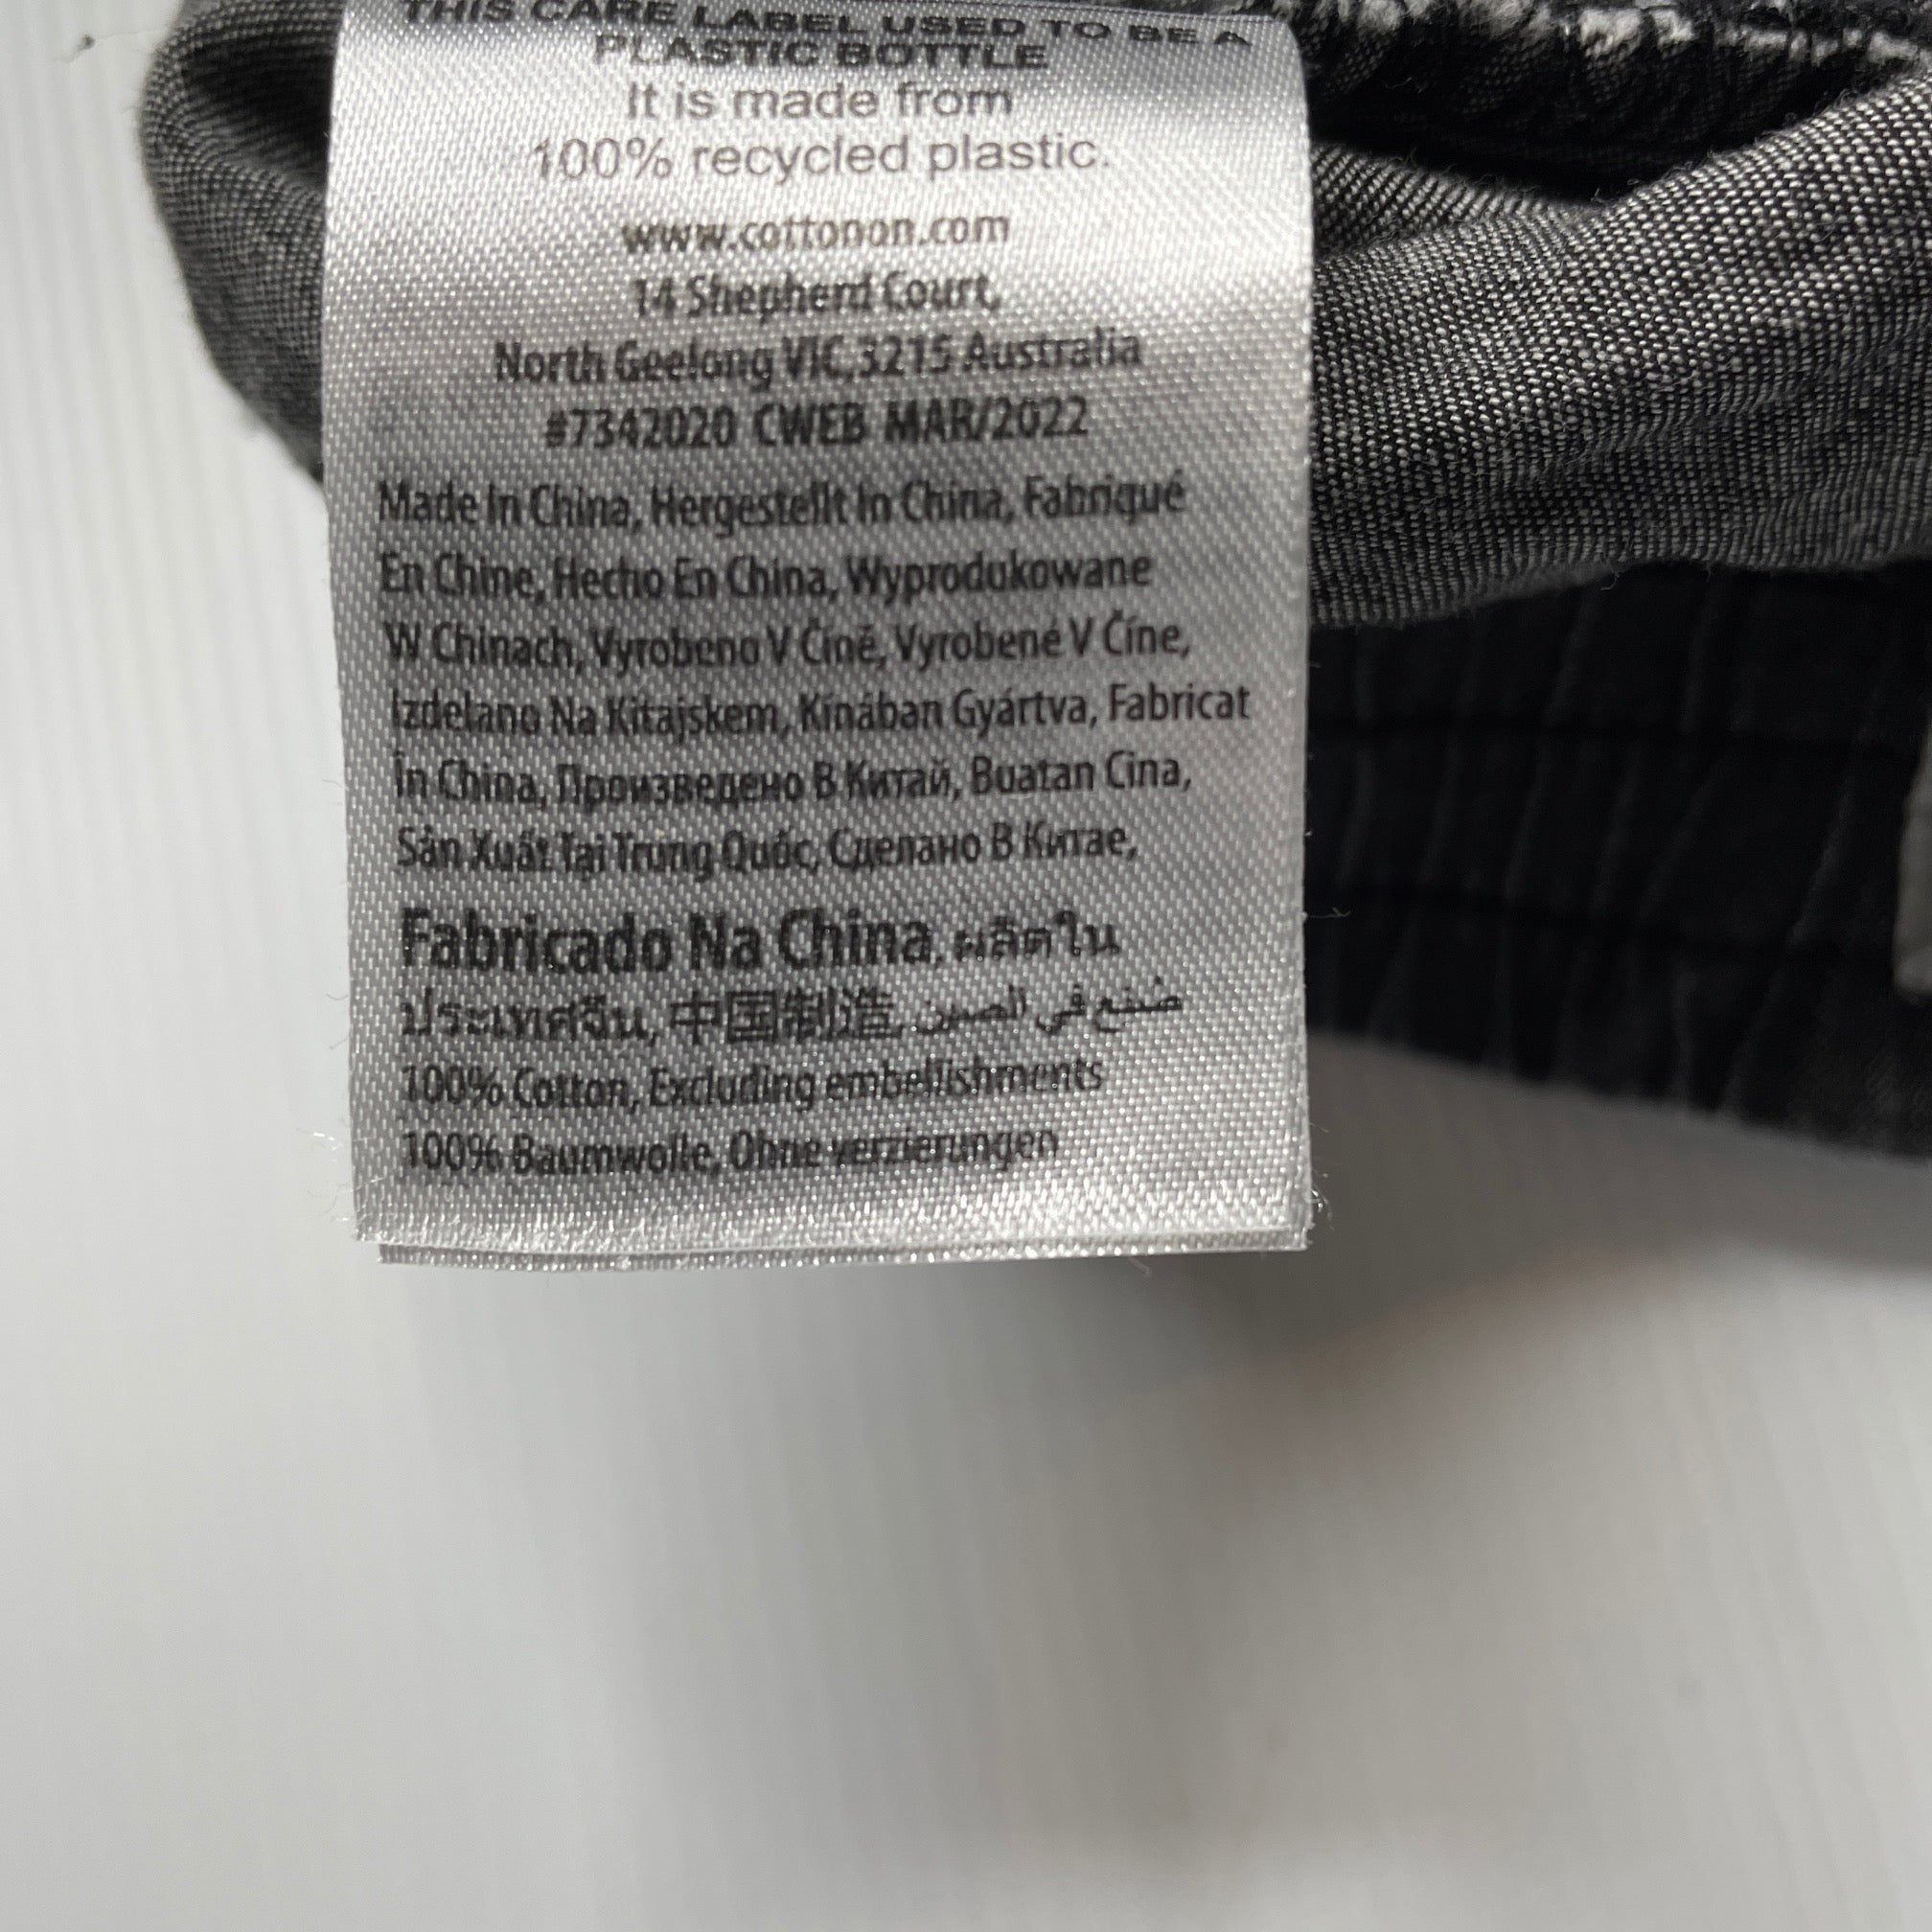 THIS CARE LABEL USED TO BE A
PLASTIC BOTTLE
It is made from
100% recycled plastic.
www.cottonon.com
14 Shepherd Court,
North Geelong VIC,3215 Australia
#7342020 CWEB MAR/2022
Made In China, Hergestellt In China, Fabriqué
En Chine, Hecho En China, Wyprodukowane
W Chinach, Vyrobeno V Číně, Vyrobené V Číne,
Izdelano Na Kitajskem, Kínában Gyártva, Fabricat
În China, Произведено В Китай, Buatan Cina,
Sản Xuất Tại Trung Quốc, Сделано В Китае,
Fabricado Na China, ผลิตใน
ประเทศจีน, 中国制造, صُنع في الصين
100% Cotton, Excluding embellishments
100% Baumwolle, Ohne verzierungen